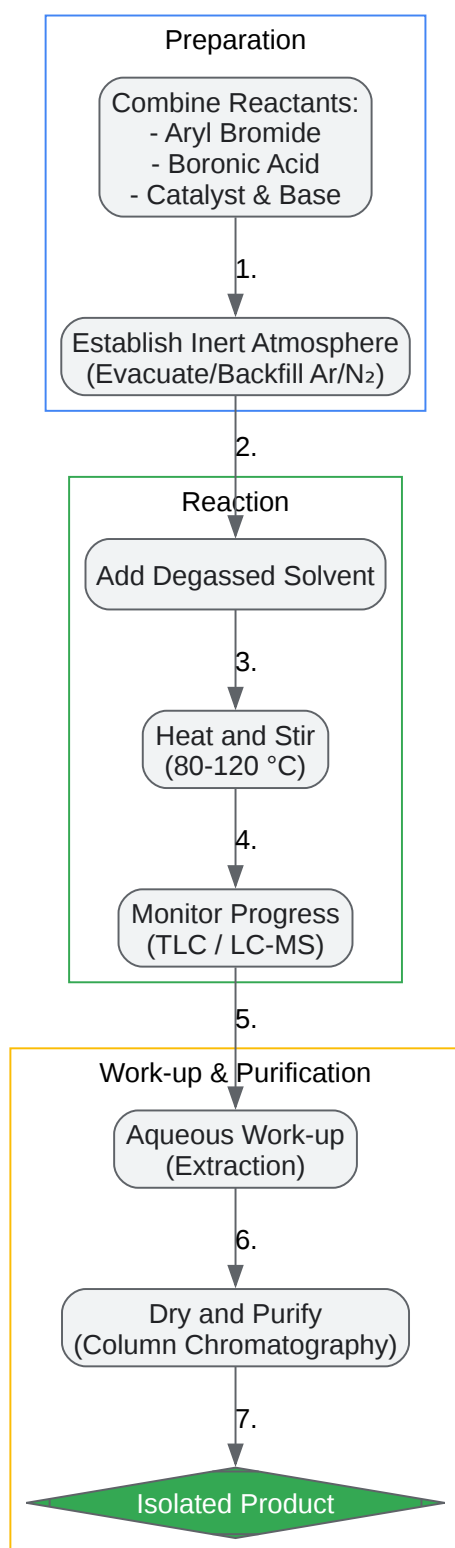 Preparation
Combine Reactants:
- Aryl Bromide
- Boronic Acid
- Catalyst & Base
1.
Establish Inert Atmosphere
(Evacuate/Backfill Ar/N₂)
2.
Reaction
Add Degassed Solvent
3.
Heat and Stir
(80-120 °C)
4.
Monitor Progress
(TLC / LC-MS)
5.
Work-up & Purification
Aqueous Work-up
(Extraction)
6.
Dry and Purify
(Column Chromatography)
7.
Isolated Product